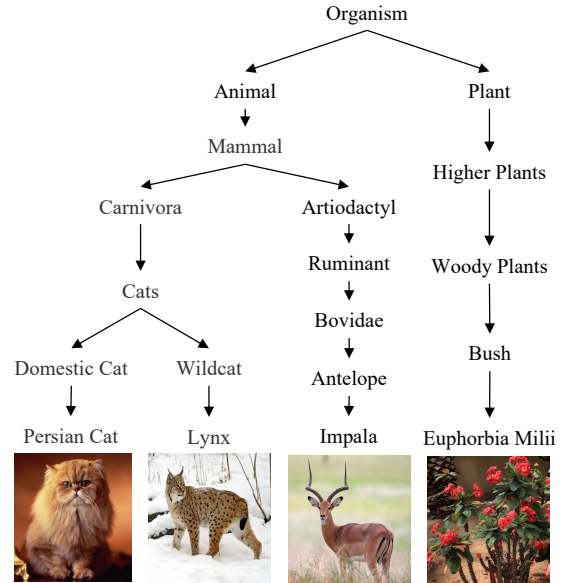 Organism
Animal Plant
Mammal
Higher Plants
Carnivora Artiodactyl
Ruminant
Woody Plants
Cats
Bovidae
Bush
Domestic Cat Wildcat
Antelope
Persian Cat Lynx Impala Euphorbia Milii